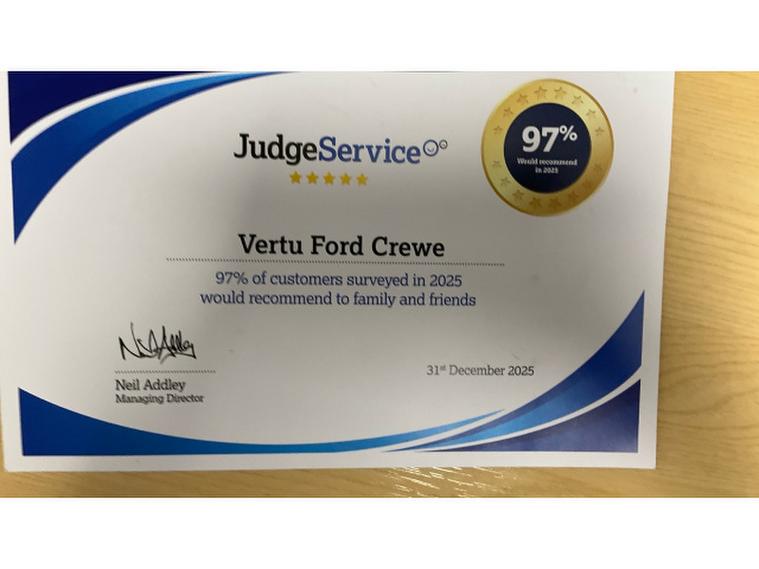 JudgeService
97%
Would recommend
in 2025
Vertu Ford Crewe
97% of customers surveyed in 2025
would recommend to family and friends
Neil Addley
Managing Director
31st December 2025